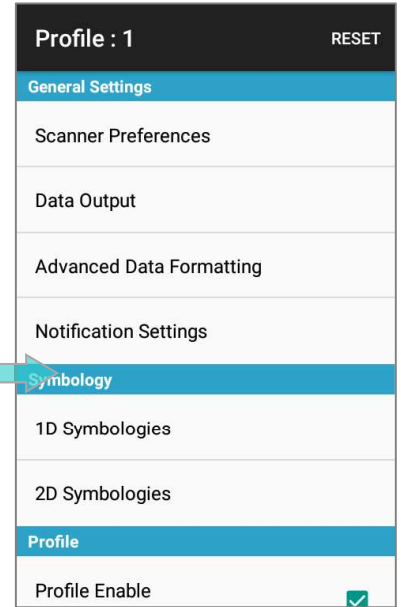 Profile : 1 RESET
General Settings
Scanner Preferences
Data Output
Advanced Data Formatting
Notification Settings
Symbology
1D Symbologies
2D Symbologies
Profile
Profile Enable